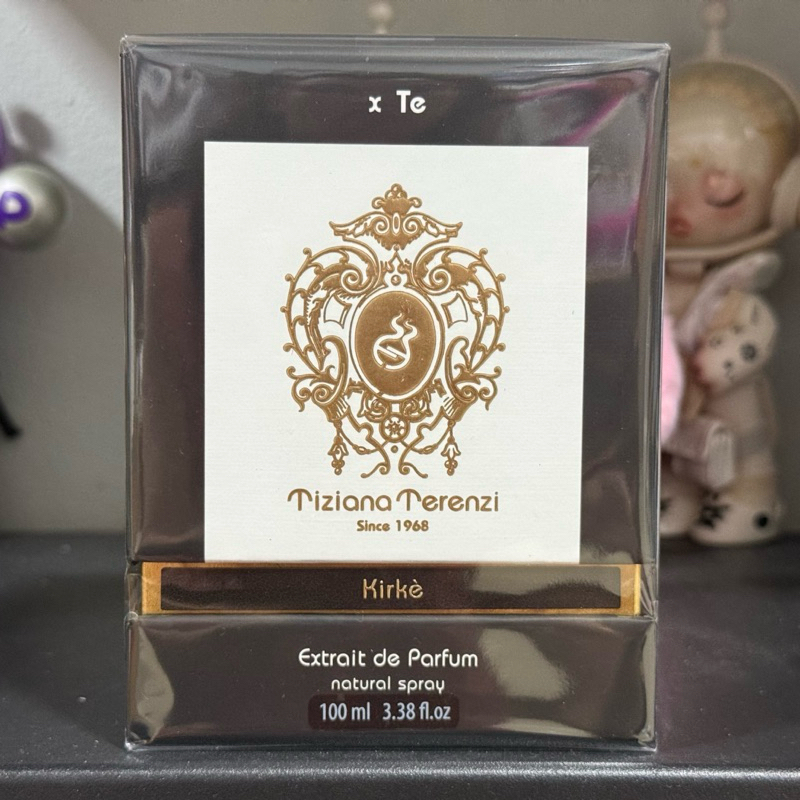 x Te
Tiziana Terenzi
Since 1968
Kirkè
Extrait de Parfum
natural spray
100 ml 3.38 fl.oz